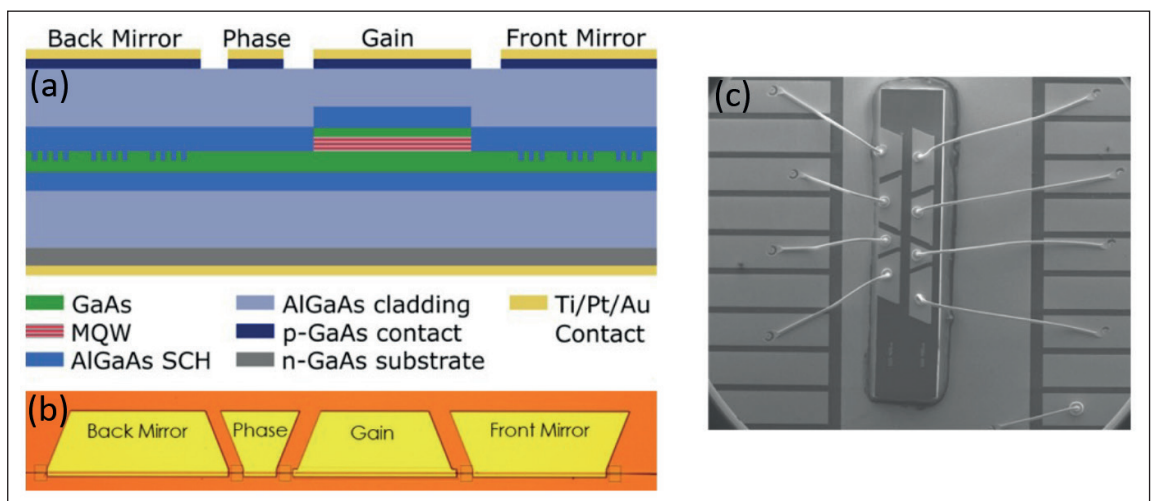 Back Mirror Phase Gain Front Mirror
(a)
GaAs AlGaAs cladding Ti/Pt/Au
MQW p-GaAs contact Contact
AlGaAs SCH n-GaAs substrate
(b)
Back Mirror Phase Gain Front Mirror
(c)